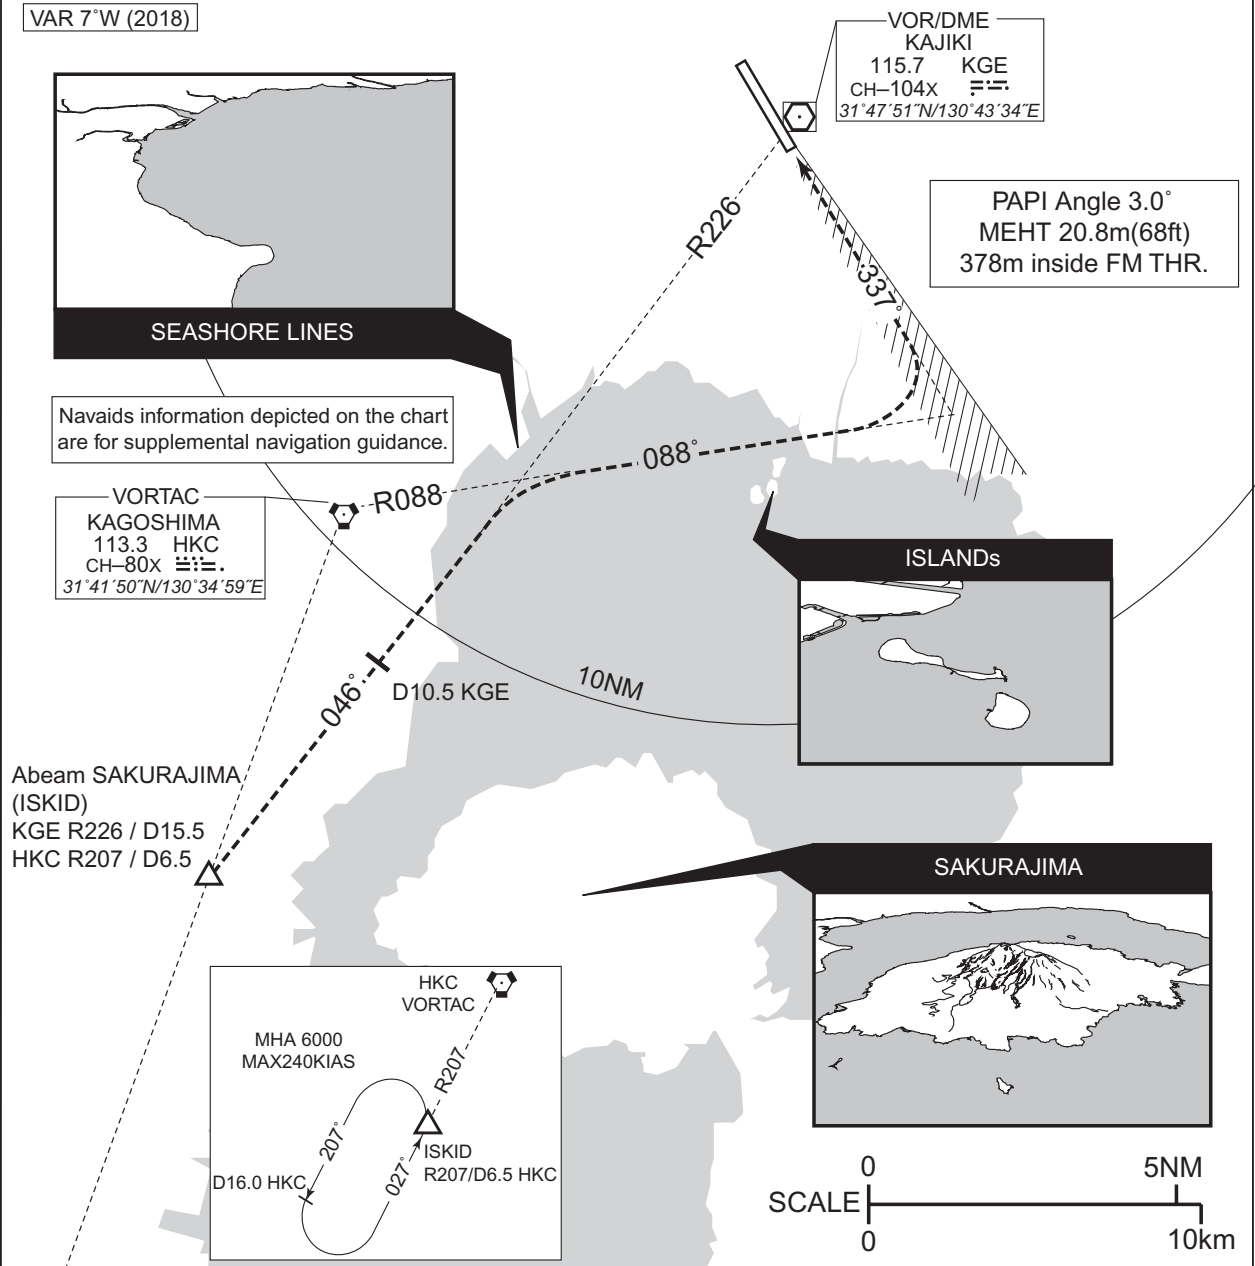 VAR 7˚W (2018)
VOR/DME
KAJIKI
115.7 KGE
CH–104X
31˚47´51˝N/130˚43´34˝E
PAPI Angle 3.0˚
MEHT 20.8m(68ft)
378m inside FM THR.
R226
337˚
SEASHORE LINES
Navaids information depicted on the chart
are for supplemental navigation guidance.
088˚
R088
VORTAC
KAGOSHIMA
113.3 HKC
CH–80X
31˚41´50˝N/130˚34´59˝E
ISLANDs
10NM
D10.5 KGE
046˚
Abeam SAKURAJIMA
(ISKID)
KGE R226 / D15.5
HKC R207 / D6.5
SAKURAJIMA
HKC
VORTAC
MHA 6000
MAX240KIAS
R207
207˚
027˚
ISKID
R207/D6.5 HKC
D16.0 HKC
0 5NM
SCALE
0 10km